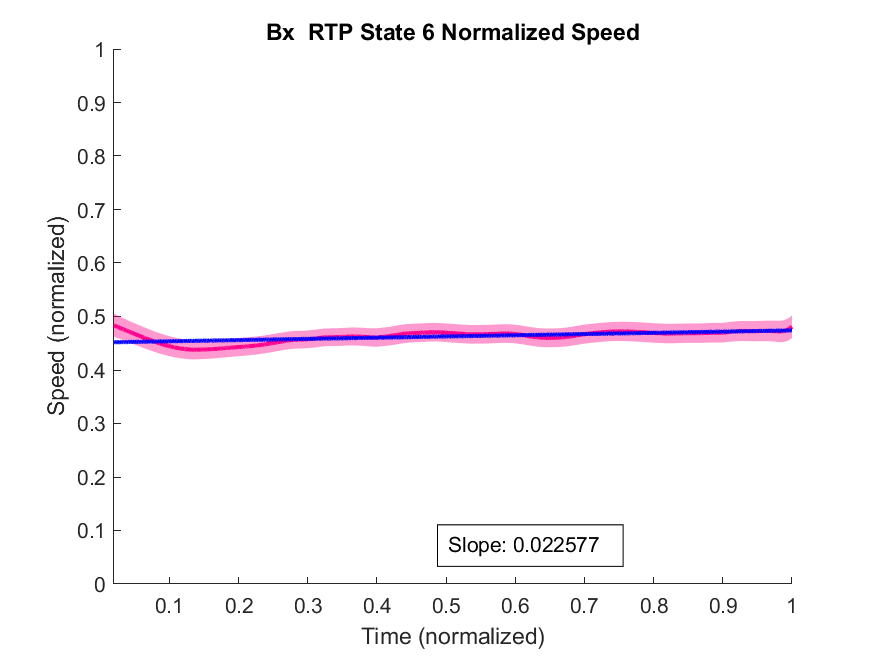 Bx  RTP State 6 Normalized Speed
1
0.9
0.8
0.7
0.6
0.5
0.4
0.3
0.2
0.1
0
Speed (normalized)
Slope: 0.022577
0.1 0.2 0.3 0.4 0.5 0.6 0.7 0.8 0.9 1
Time (normalized)